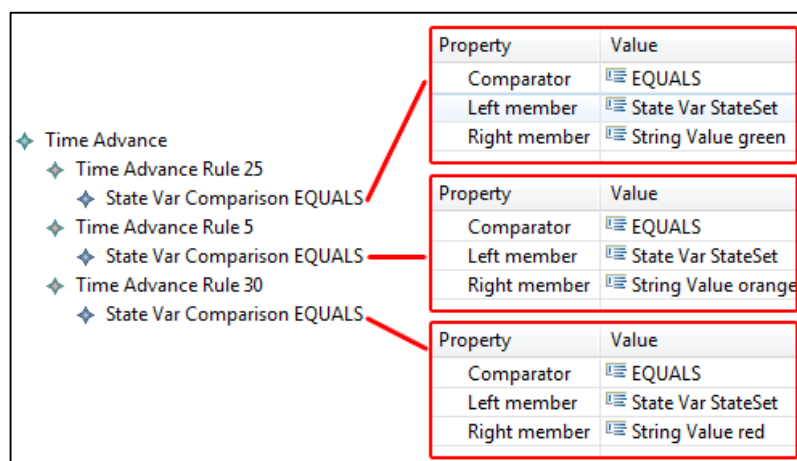 Time Advance
Time Advance Rule 25
State Var Comparison EQUALS
Time Advance Rule 5
State Var Comparison EQUALS
Time Advance Rule 30
State Var Comparison EQUALS
Property Value
Comparator EQUALS
Left member State Var StateSet
Right member String Value green
Property Value
Comparator EQUALS
Left member State Var StateSet
Right member String Value orange
Property Value
Comparator EQUALS
Left member State Var StateSet
Right member String Value red